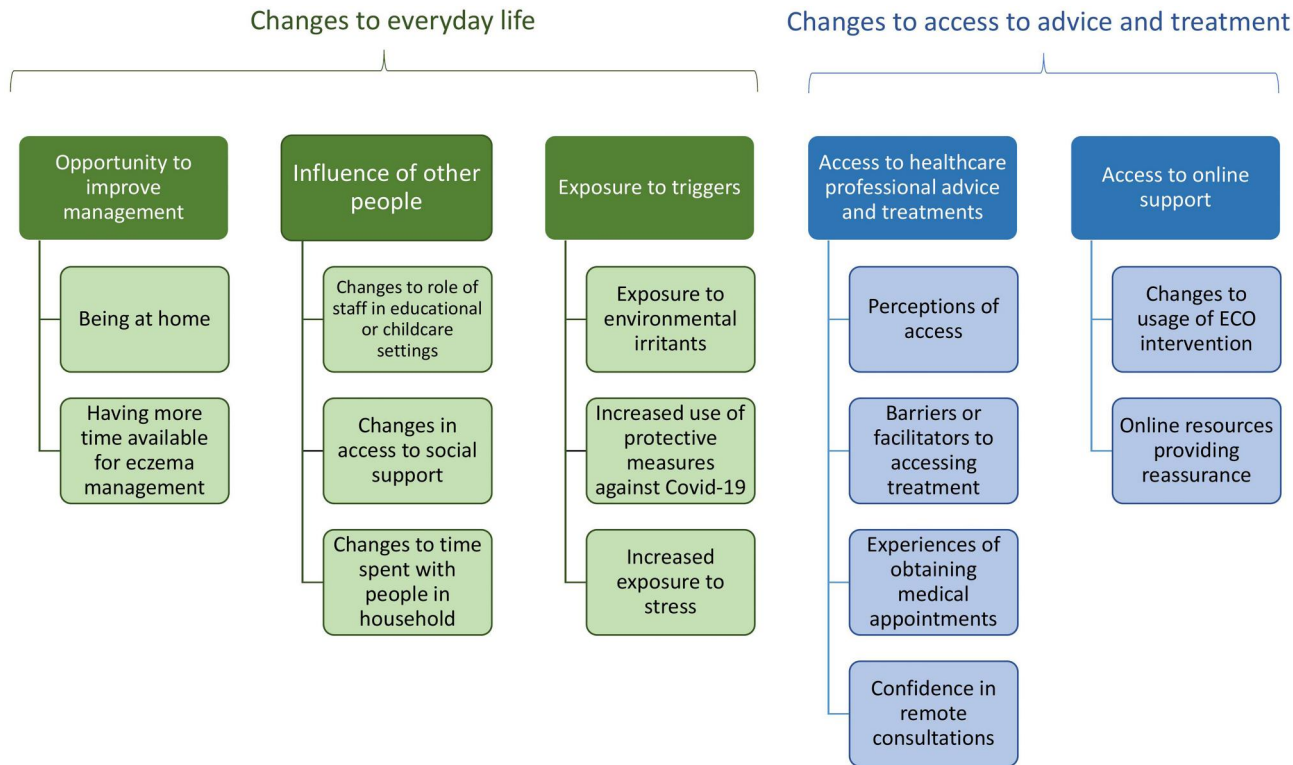 Changes to everyday life
Changes to access to advice and treatment
Opportunity to
improve
management
Being at home
Having more
time available
for eczema
management
Influence of other
people
Changes to role of
staff in educational
or childcare
settings
Changes in
access to social
support
Changes to time
spent with
people in
household
Exposure to triggers
Exposure to
environmental
irritants
Increased use of
protective
measures
against Covid-19
Increased
exposure to
stress
Access to healthcare
professional advice
and treatments
Perceptions of
access
Barriers or
facilitators to
accessing
treatment
Experiences of
obtaining
medical
appointments
Confidence in
remote
consultations
Access to online
support
Changes to
usage of ECO
intervention
Online resources
providing
reassurance